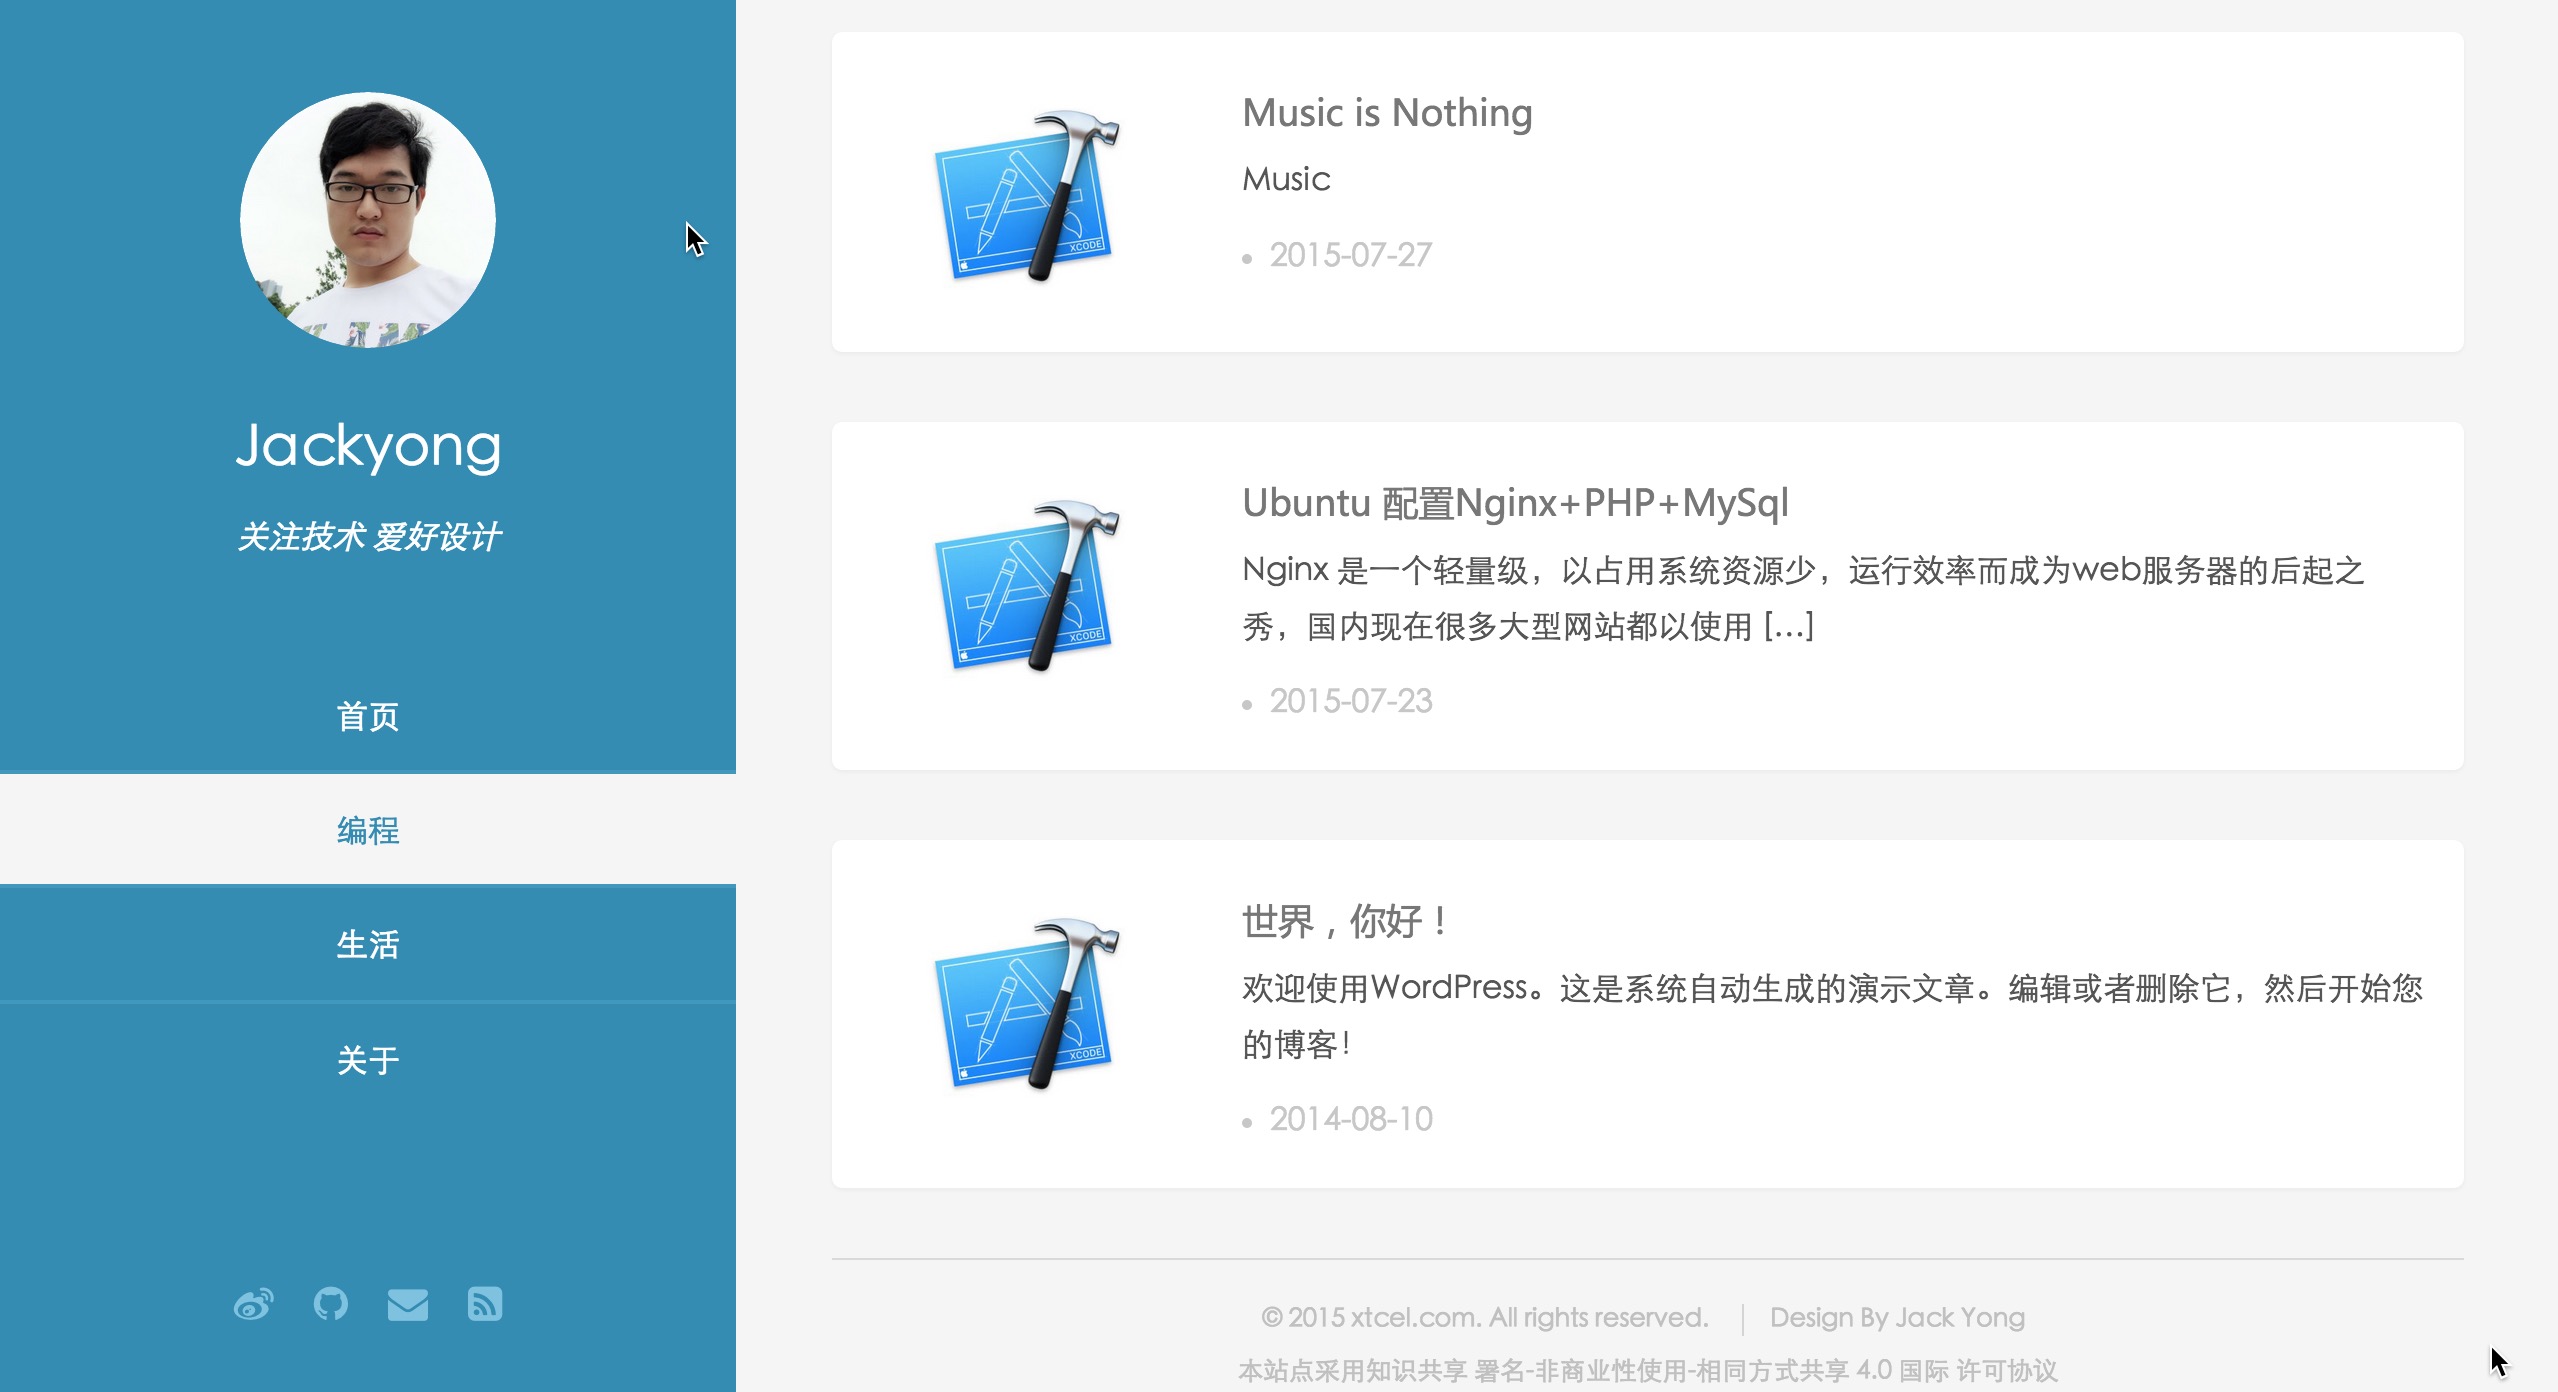 Jackyong
关注技术 爱好设计
首页
编程
生活
关于
XCODE
Music is Nothing
Music
2015-07-27
XCODE
Ubuntu 配置Nginx+PHP+MySql
Nginx 是一个轻量级，以占用系统资源少，运行效率而成为web服务器的后起之
秀，国内现在很多大型网站都以使用 [...]
2015-07-23
XCODE
世界，你好！
欢迎使用WordPress。这是系统自动生成的演示文章。编辑或者删除它，然后开始您
的博客！
2014-08-10
© 2015 xtcel.com. All rights reserved. | Design By Jack Yong
本站点采用知识共享 署名-非商业性使用-相同方式共享 4.0 国际 许可协议